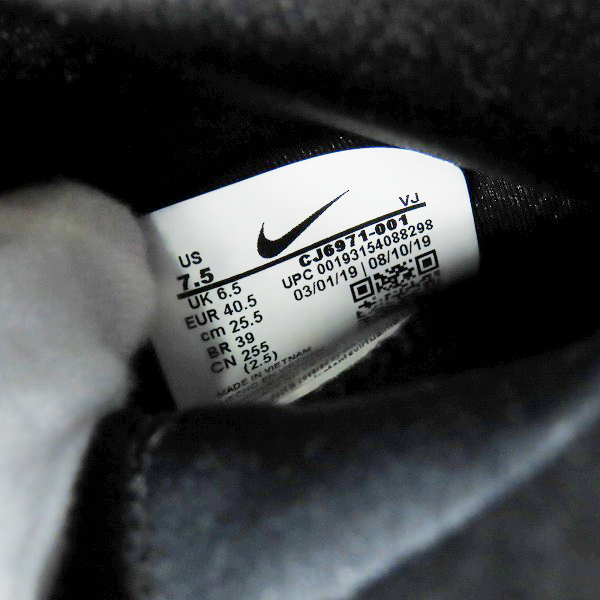 VJ
US
7.5
CJ6971-001
UK 6.5
UPC 00193154088298
EUR 40.5
03/01/19 | 08/10/19
cm 25.5
BR 39
CN 255
(2.5)
MADE IN VIETNAM